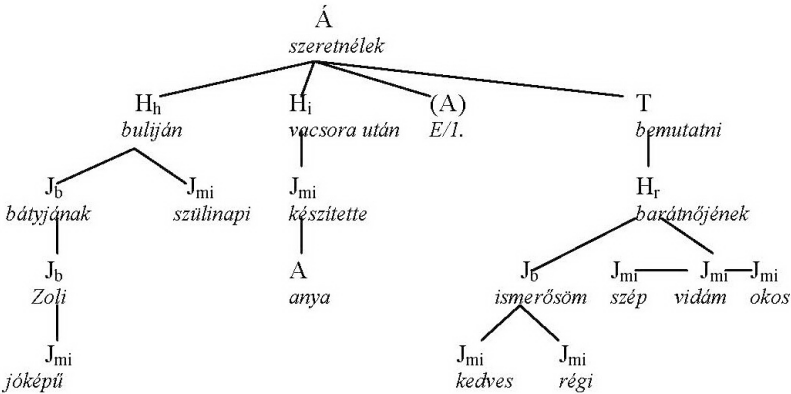 Á
szeretnélek
Hh Hi (A) T
buliján vacsora után E/1. bemutatni
Jb Jmi Jmi Hr
bátyjának szülinapi készítette barátnőjének
Jb A Jb Jmi Jmi Jmi
Zoli anya ismerősöm szép vidám okos
Jmi Jmi Jmi
jóképű kedves régi